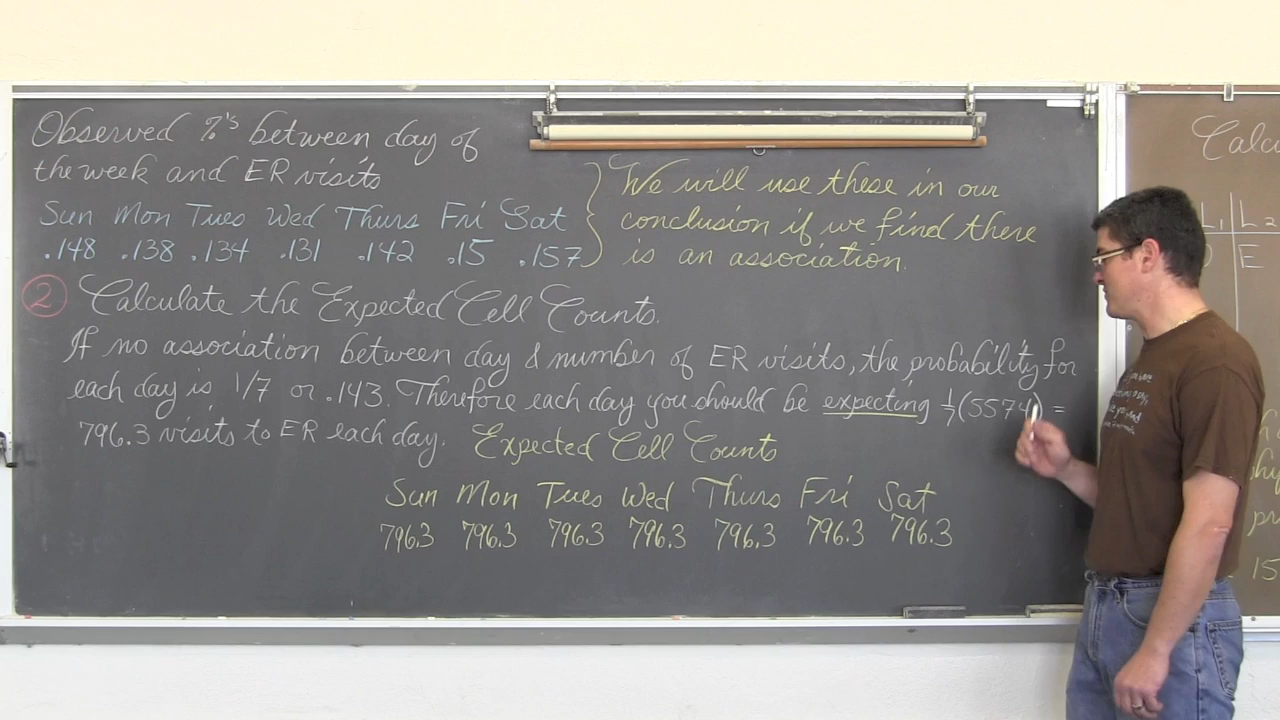 Observed %'s between day of
the week and ER visits
Sun Mon Tues Wed Thurs Fri Sat
.148 .138 .134 .131 .142 .15 .157
We will use these in our
conclusion if we find there
is an association.
2 Calculate the Expected Cell Counts.
If no association between day & number of ER visits, the probability for
each day is 1/7 or .143. Therefore each day you should be expecting 1/7(5574) =
796.3 visits to ER each day.
Expected Cell Counts
Sun Mon Tues Wed Thurs Fri Sat
796.3 796.3 796.3 796.3 796.3 796.3 796.3
L1 L2
E